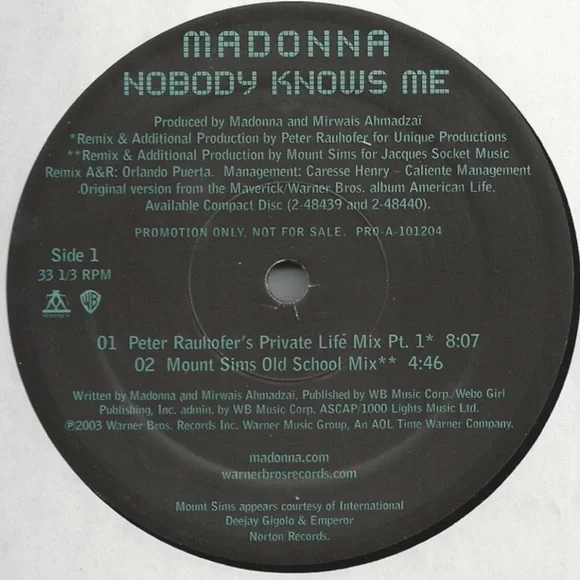 MADONNA
NOBODY KNOWS ME
Produced by Madonna and Mirwais Ahmadzaï
*Remix & Additional Production by Peter Rauhofer for Unique Productions
**Remix & Additional Production by Mount Sims for Jacques Socket Music
Remix A&R: Orlando Puerta. Management: Caresse Henry – Caliente Management
Original version from the Maverick/Warner Bros. album American Life.
Available Compact Disc (2-48439 and 2-48440).
PROMOTION ONLY. NOT FOR SALE. PRO-A-101204
Side 1
33 1/3 RPM
WB
01 Peter Rauhofer's Private Life Mix Pt. 1* 8:07
02 Mount Sims Old School Mix** 4:46
Written by Madonna and Mirwais Ahmadzaï. Published by WB Music Corp./Webo Girl
Publishing, Inc. admin. by WB Music Corp. ASCAP/1000 Lights Music Ltd.
℗2003 Warner Bros. Records Inc. Warner Music Group, An AOL Time Warner Company.
madonna.com
warnerbrosrecords.com
Mount Sims appears courtesy of International
Deejay Gigolo & Emperor
Norton Records.